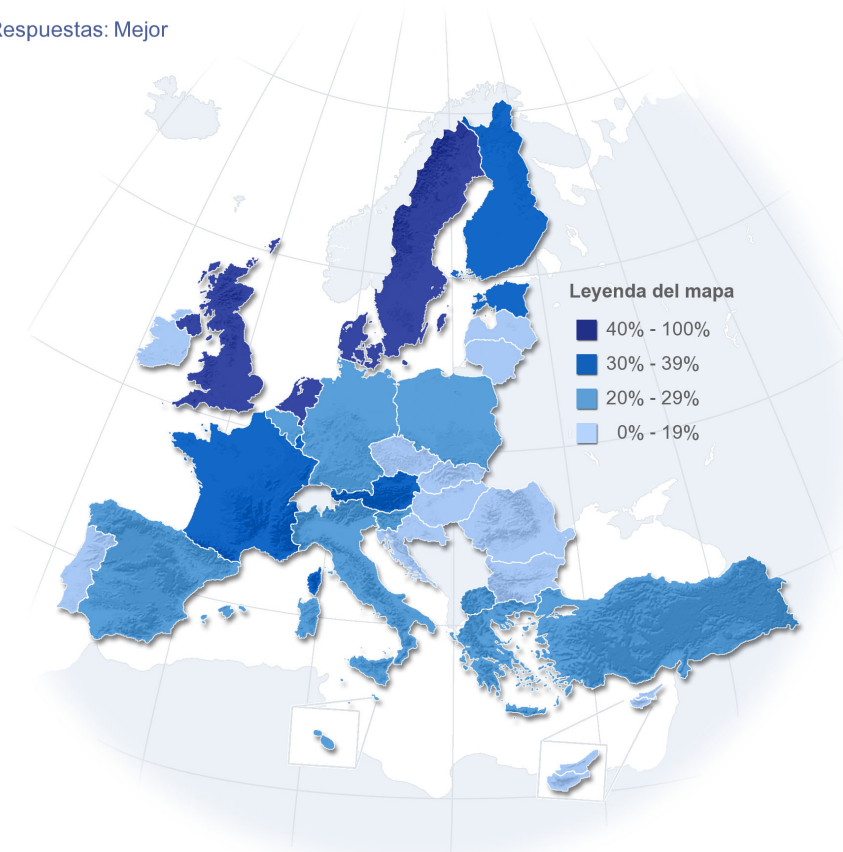 Respuestas: Mejor
Leyenda del mapa
40% - 100%
30% - 39%
20% - 29%
0% - 19%